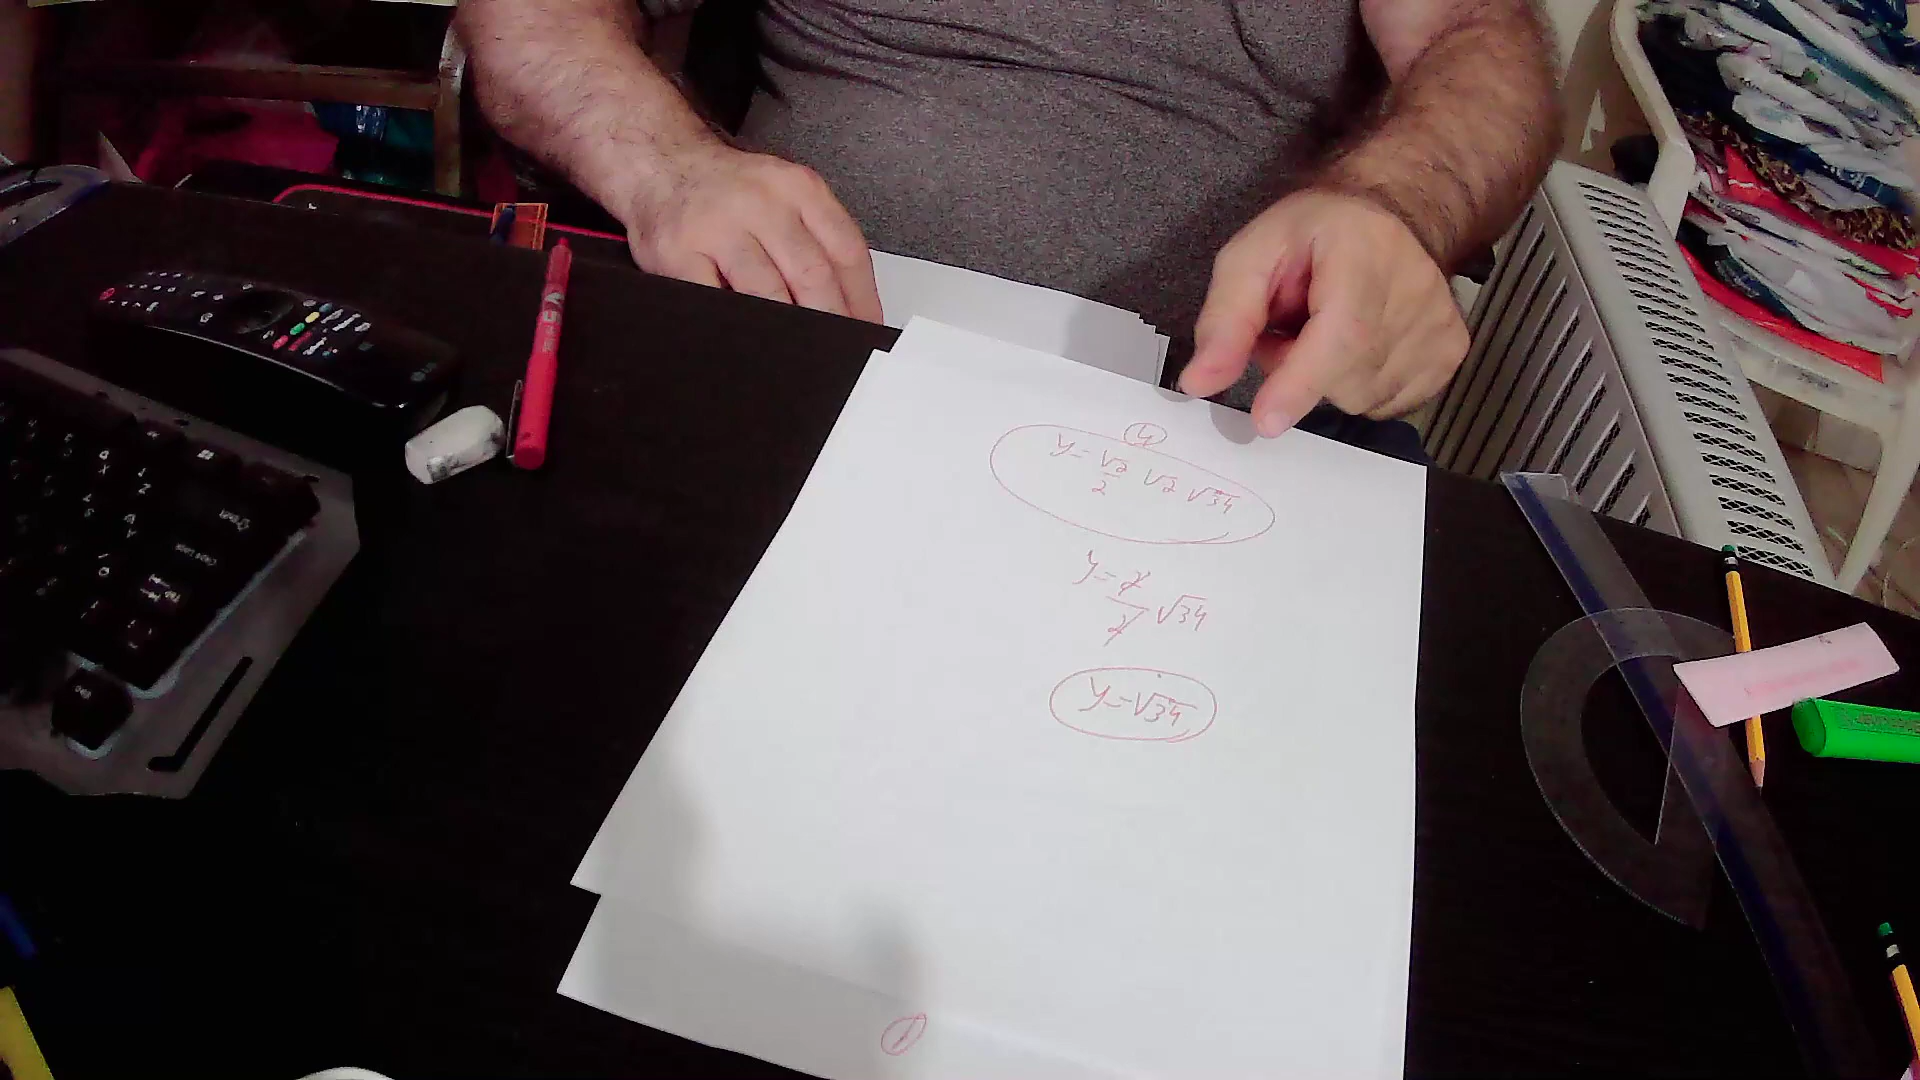 4
y = √2/2 √2 √34
y = 2/2 √34
y = √34
1